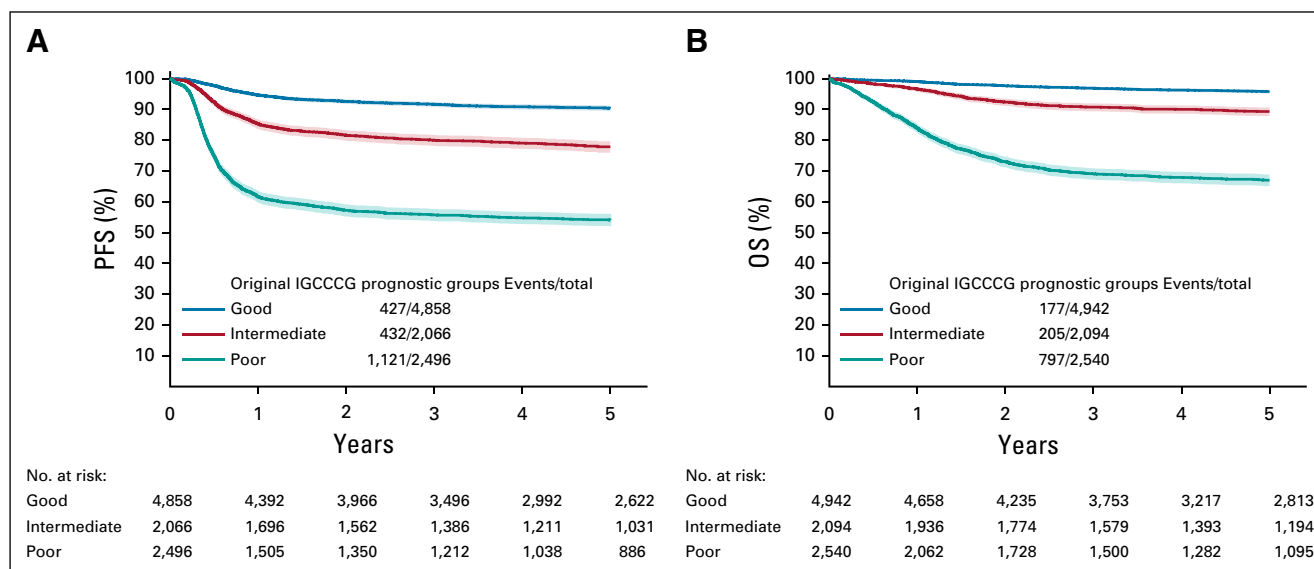 A
100
90
80
70
60
50
40
30
20
10
PFS (%)
Original IGCCCG prognostic groups Events/total
Good 427/4,858
Intermediate 432/2,066
Poor 1,121/2,496
0 1 2 3 4 5
Years
No. at risk:
Good 4,858 4,392 3,966 3,496 2,992 2,622
Intermediate 2,066 1,696 1,562 1,386 1,211 1,031
Poor 2,496 1,505 1,350 1,212 1,038 886
B
100
90
80
70
60
50
40
30
20
10
OS (%)
Original IGCCCG prognostic groups Events/total
Good 177/4,942
Intermediate 205/2,094
Poor 797/2,540
0 1 2 3 4 5
Years
No. at risk:
Good 4,942 4,658 4,235 3,753 3,217 2,813
Intermediate 2,094 1,936 1,774 1,579 1,393 1,194
Poor 2,540 2,062 1,728 1,500 1,282 1,095